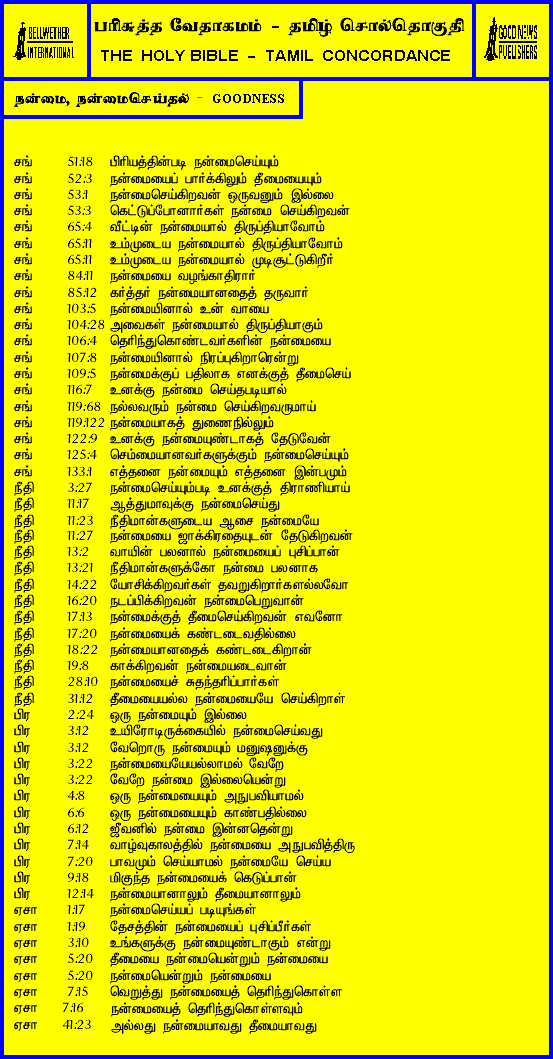 BELLWETHER
INTERNATIONAL
பரிசுத்த வேதாகமம் - தமிழ் சொல்தொகுதி
THE HOLY BIBLE - TAMIL CONCORDANCE
GOOD NEWS
PUBLISHERS
நன்மை, நன்மைசெய்தல் - GOODNESS
சங் 51:18 பிரியத்தின்படி நன்மைசெய்யும்
சங் 52:3 நன்மையைப் பார்க்கிலும் தீமையையும்
சங் 53:1 நன்மைசெய்கிறவன் ஒருவனும் இல்லை
சங் 53:3 கெட்டுப்போனார்கள் நன்மை செய்கிறவன்
சங் 65:4 வீட்டின் நன்மையால் திருப்தியாவோம்
சங் 65:11 உம்முடைய நன்மையால் திருப்தியாவோம்
சங் 65:11 உம்முடைய நன்மையால் முடிசூட்டுகிறீர்
சங் 84:11 நன்மையை வழங்காதிரார்
சங் 85:12 கர்த்தர் நன்மையானதைத் தருவார்
சங் 103:5 நன்மையினால் உன் வாயை
சங் 104:28 அவைகள் நன்மையால் திருப்தியாகும்
சங் 106:4 தெரிந்துகொண்டவர்களின் நன்மையை
சங் 107:8 நன்மையினால் நிரப்புகிறாரென்று
சங் 109:5 நன்மைக்குப் பதிலாக எனக்குத் தீமைசெய்
சங் 116:7 உனக்கு நன்மை செய்தபடியால்
சங் 119:68 நல்லவரும் நன்மை செய்கிறவருமாய்
சங் 119:122 நன்மையாகத் துணைநில்லும்
சங் 122:9 உனக்கு நன்மையுண்டாகத் தேடுவேன்
சங் 125:4 செம்மையானவர்களுக்கும் நன்மைசெய்யும்
சங் 133:1 எத்தனை நன்மையும் எத்தனை இன்பமும்
நீதி 3:27 நன்மைசெய்யும்படி உனக்குத் திராணியாய்
நீதி 11:17 ஆத்துமாவுக்கு நன்மைசெய்து
நீதி 11:23 நீதிமான்களுடைய ஆசை நன்மையே
நீதி 11:27 நன்மையை ஜாக்கிரதையுடன் தேடுகிறவன்
நீதி 13:2 வாயின் பலனால் நன்மையைப் புசிப்பான்
நீதி 13:21 நீதிமான்களுக்கோ நன்மை பலனாக
நீதி 14:22 யோசிக்கிறவர்கள் தவறுகிறார்களல்லவோ
நீதி 16:20 நடப்பிக்கிறவன் நன்மைபெறுவான்
நீதி 17:13 நன்மைக்குத் தீமைசெய்கிறவன் எவனோ
நீதி 17:20 நன்மையைக் கண்டடைவதில்லை
நீதி 18:22 நன்மையானதைக் கண்டடைகிறான்
நீதி 19:8 காக்கிறவன் நன்மையடைவான்
நீதி 28:10 நன்மையைச் சுதந்தரிப்பார்கள்
நீதி 31:12 தீமையையல்ல நன்மையையே செய்கிறாள்
பிர 2:24 ஒரு நன்மையும் இல்லை
பிர 3:12 உயிரோடிருக்கையில் நன்மைசெய்வது
பிர 3:12 வேறொரு நன்மையும் மனுஷனுக்கு
பிர 3:22 நன்மையையேயல்லாமல் வேறே
பிர 3:22 வேறே நன்மை இல்லையென்று
பிர 4:8 ஒரு நன்மையையும் அநுபவியாமல்
பிர 6:6 ஒரு நன்மையையும் காண்பதில்லை
பிர 6:12 ஜீவனில் நன்மை இன்னதென்று
பிர 7:14 வாழ்வுகாலத்தில் நன்மையை அநுபவித்திரு
பிர 7:20 பாவமும் செய்யாமல் நன்மையே செய்ய
பிர 9:18 மிகுந்த நன்மையைக் கெடுப்பான்
பிர 12:14 நன்மையானாலும் தீமையானாலும்
ஏசா 1:17 நன்மைசெய்யப் படியுங்கள்
ஏசா 1:19 தேசத்தின் நன்மையைப் புசிப்பீர்கள்
ஏசா 3:10 உங்களுக்கு நன்மையுண்டாகும் என்று
ஏசா 5:20 தீமையை நன்மையென்றும் நன்மையை
ஏசா 5:20 நன்மையென்றும் நன்மையை
ஏசா 7:15 வெறுத்து நன்மையைத் தெரிந்துகொள்ள
ஏசா 7:16 நன்மையைத் தெரிந்துகொள்ளவும்
ஏசா 41:23 அல்லது நன்மையாவது தீமையாவது